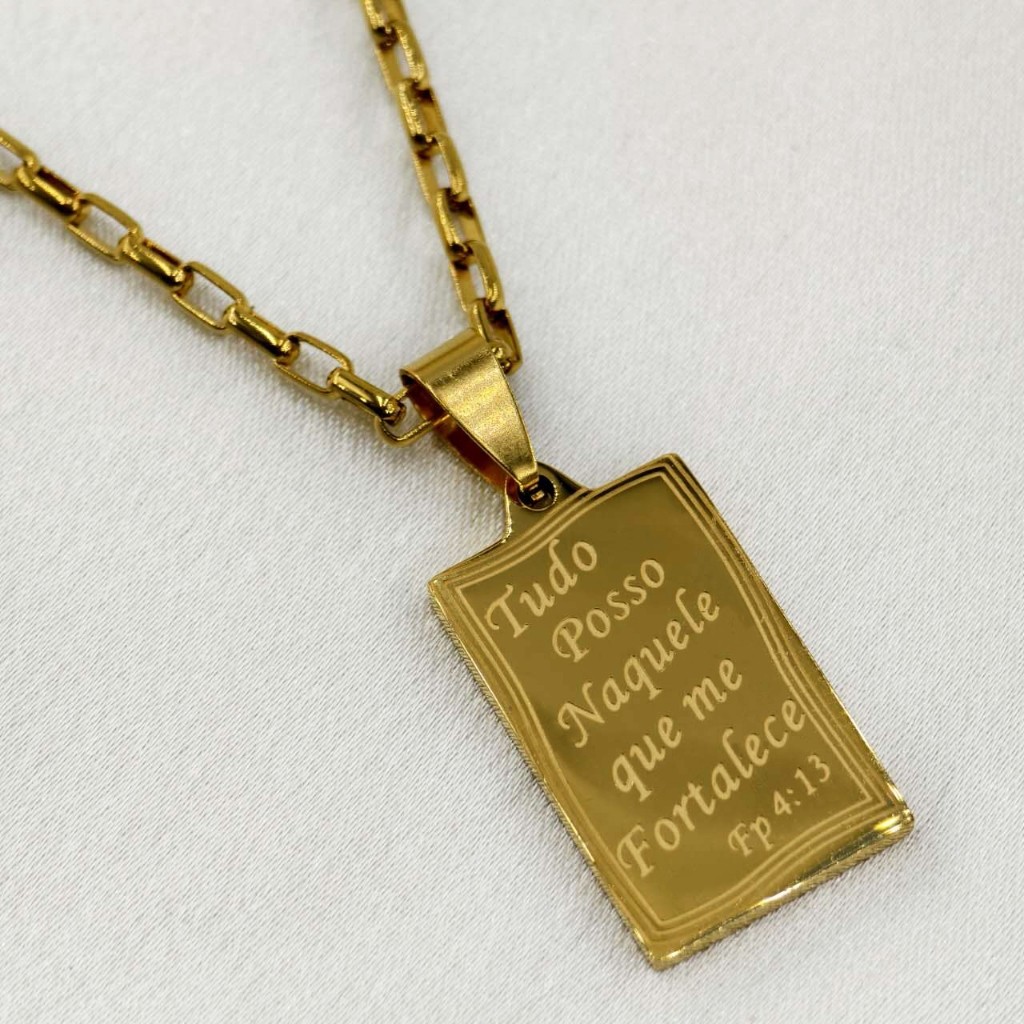 Tudo
Posso
Naquele
que me
Fortalece
Fp 4:13